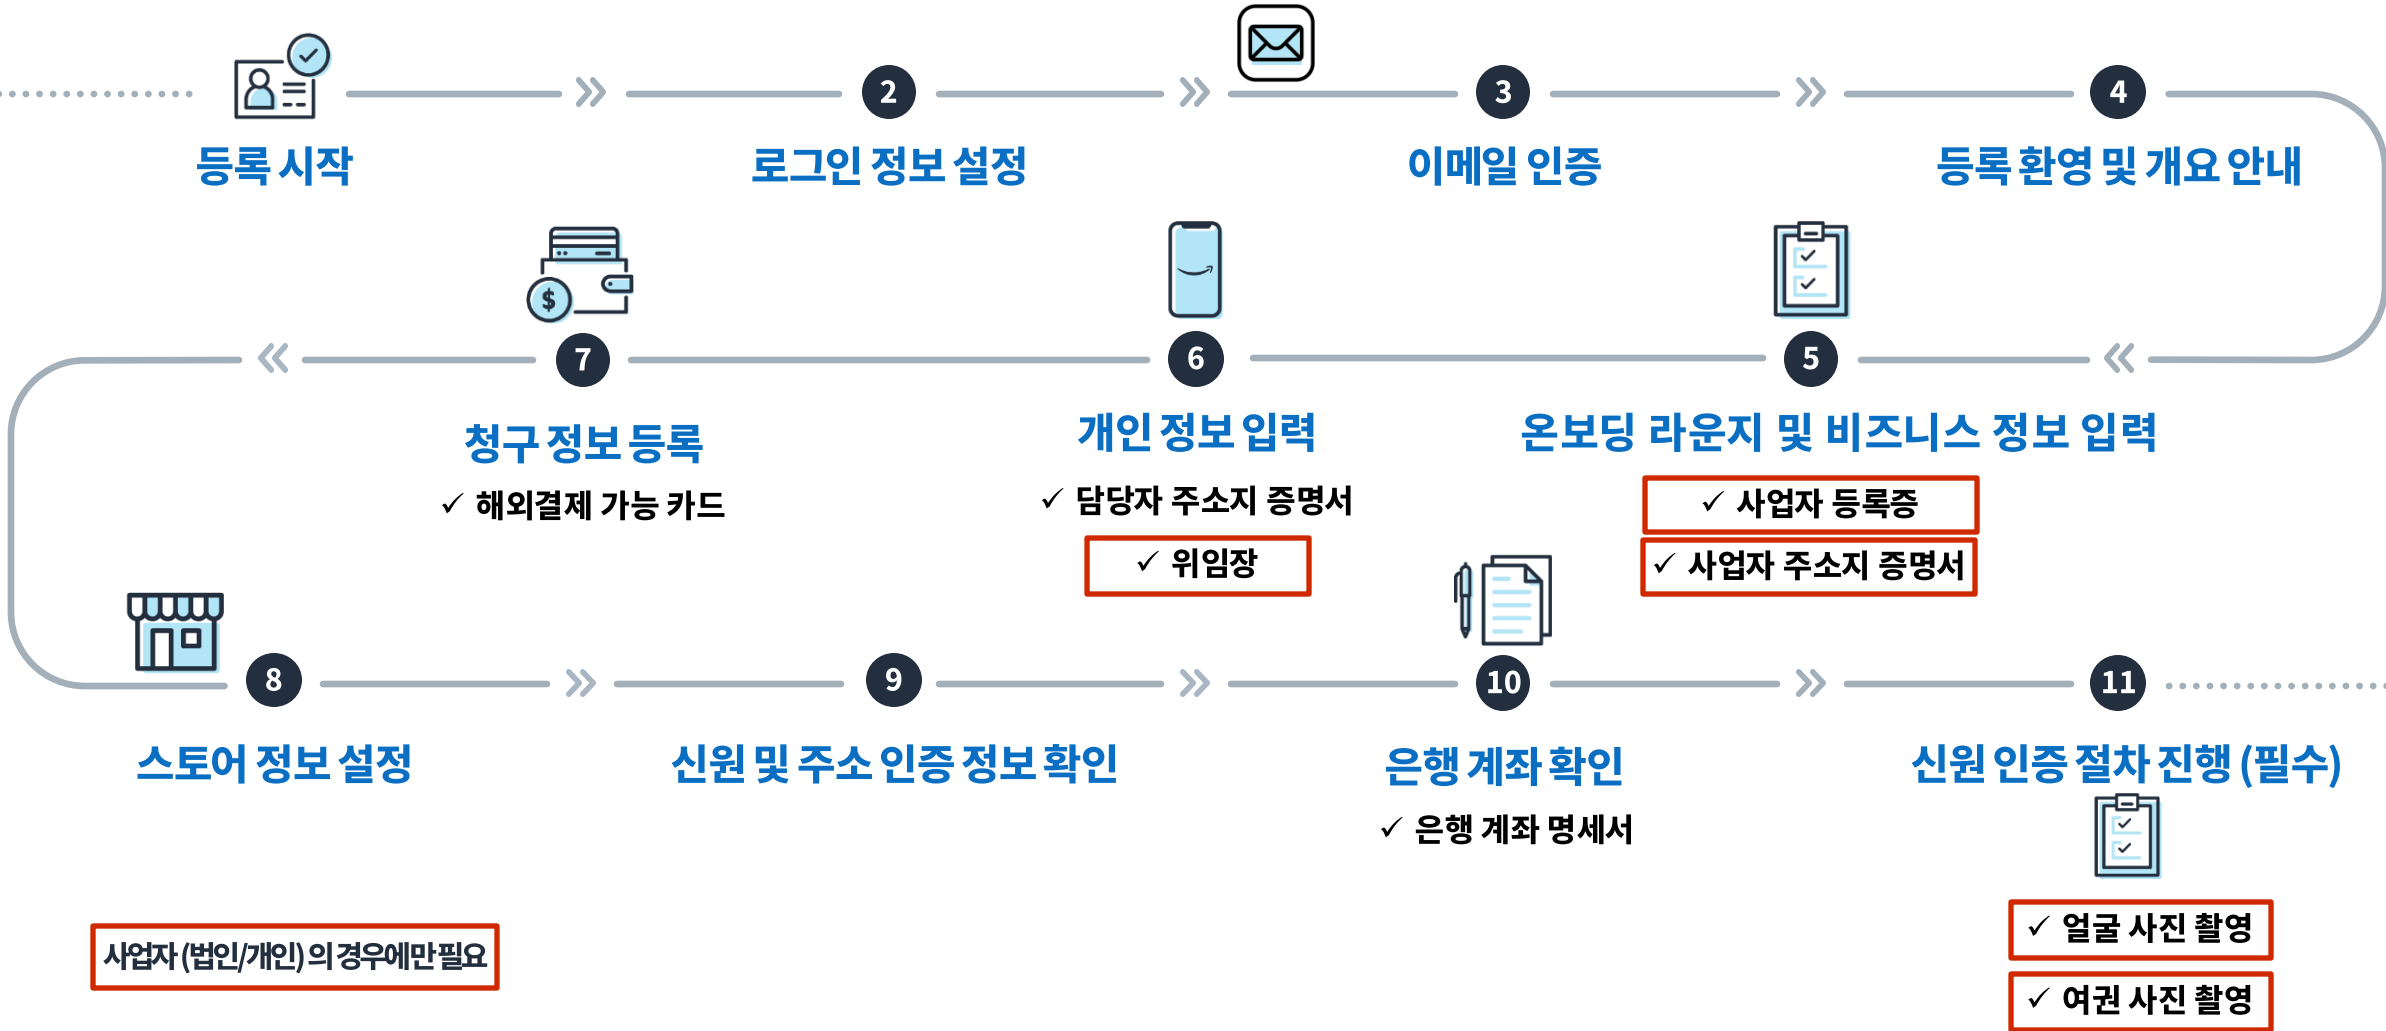 등록 시작
2
로그인 정보 설정
3
이메일 인증
4
등록 환영 및 개요 안내
5
온보딩 라운지 및 비즈니스 정보 입력
✓ 사업자 등록증
✓ 사업자 주소지 증명서
6
개인 정보 입력
✓ 담당자 주소지 증명서
✓ 위임장
$
7
청구 정보 등록
✓ 해외결제 가능 카드
8
스토어 정보 설정
9
신원 및 주소 인증 정보 확인
10
은행 계좌 확인
✓ 은행 계좌 명세서
11
신원 인증 절차 진행 (필수)
✓ 얼굴 사진 촬영
✓ 여권 사진 촬영
사업자 (법인/개인) 의 경우에만 필요